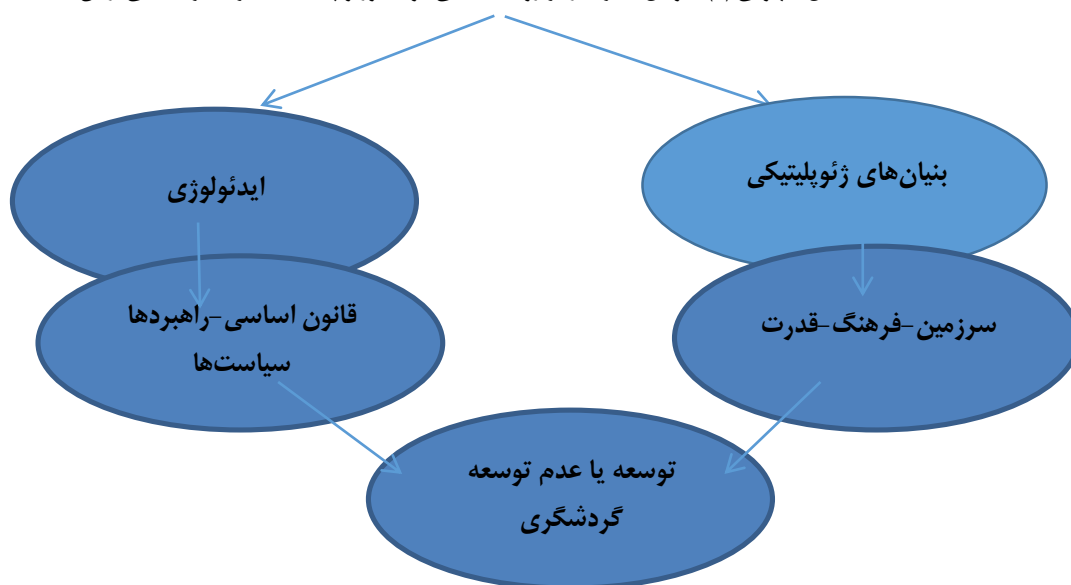 بنیان‌های ژئوپلیتیکی
ایدئولوژی
سرزمین-فرهنگ-قدرت
قانون اساسی-راهبردها
سیاست‌ها
توسعه یا عدم توسعه
گردشگری